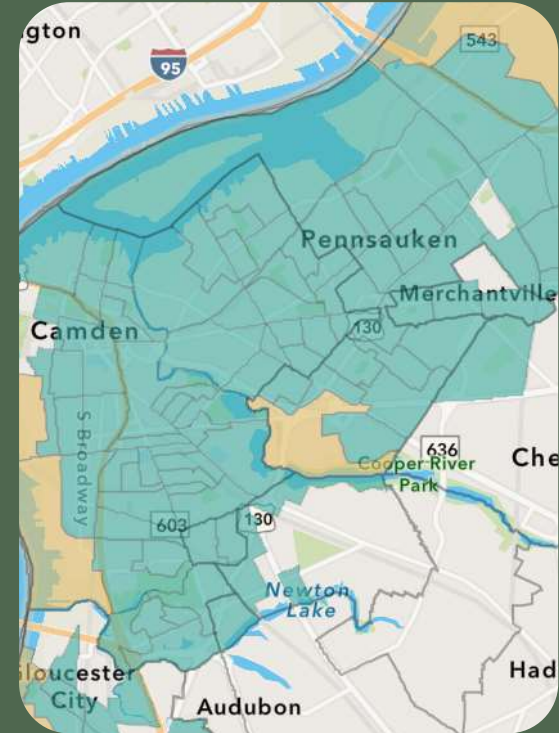 gton
95
543
Pennsauken
Merchantville
130
Camden
S Broadway
636
Che
Cooper River
Park
603
130
Newton
Lake
Gloucester
City
Audubon
Had